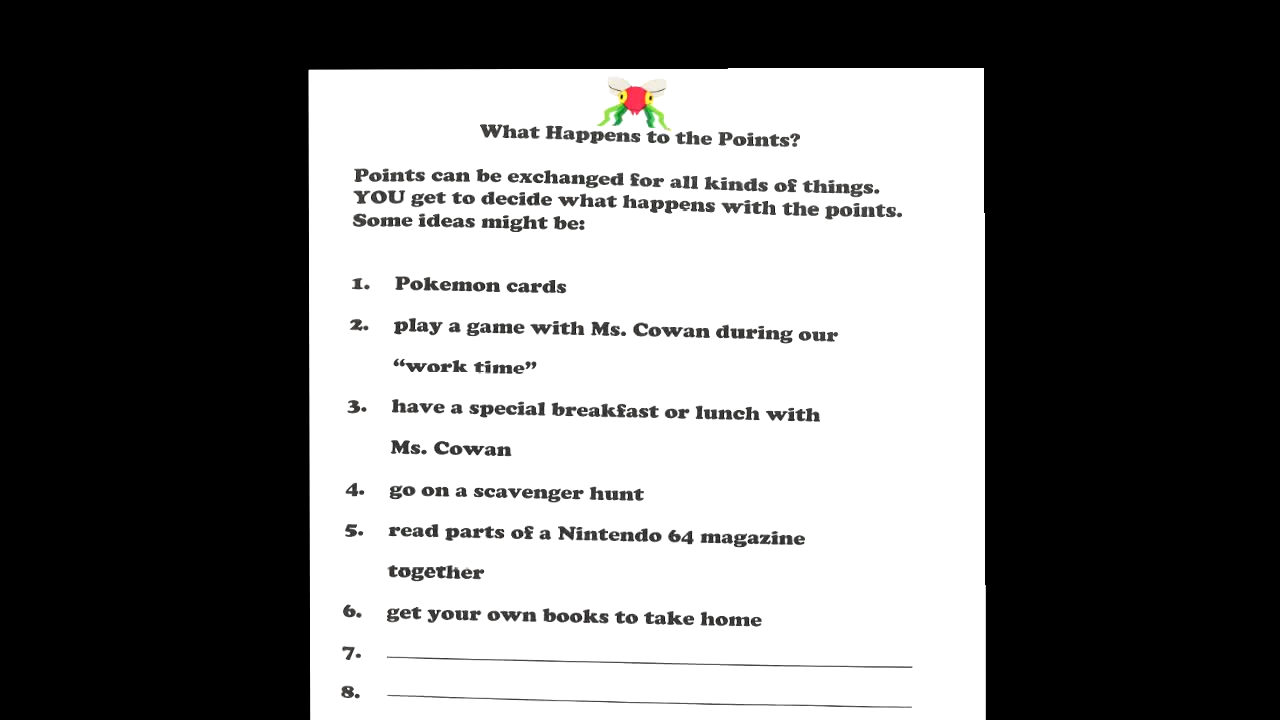 What Happens to the Points?
Points can be exchanged for all kinds of things.
YOU get to decide what happens with the points.
Some ideas might be:
1. Pokemon cards
2. play a game with Ms. Cowan during our
“work time”
3. have a special breakfast or lunch with
Ms. Cowan
4. go on a scavenger hunt
5. read parts of a Nintendo 64 magazine
together
6. get your own books to take home
7.
8.